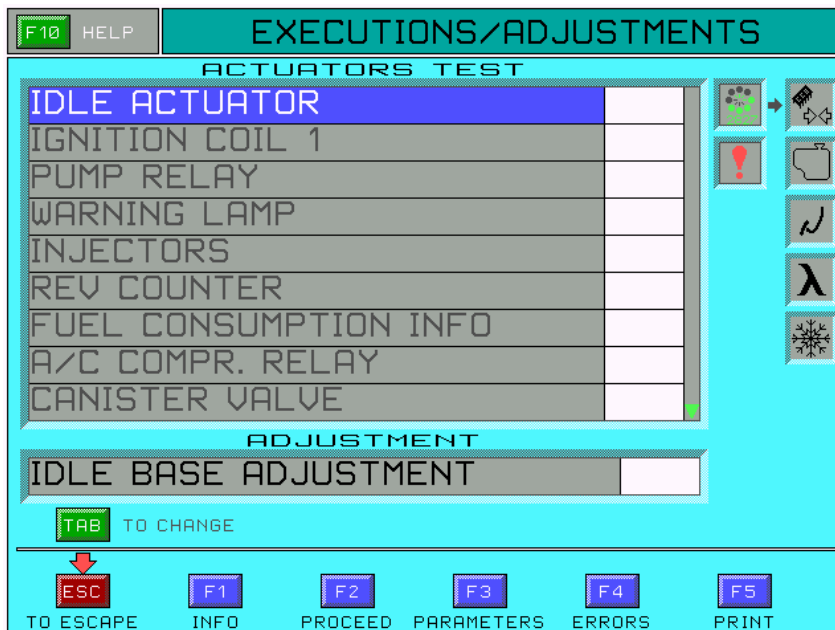 F10 HELP EXECUTIONS/ADJUSTMENTS
ACTUATORS TEST
IDLE ACTUATOR
IGNITION COIL 1
PUMP RELAY
WARNING LAMP
INJECTORS
REV COUNTER
FUEL CONSUMPTION INFO
A/C COMPR. RELAY
CANISTER VALVE
ADJUSTMENT
IDLE BASE ADJUSTMENT
TAB TO CHANGE
ESC F1 F2 F3 F4 F5
TO ESCAPE INFO PROCEED PARAMETERS ERRORS PRINT
λ